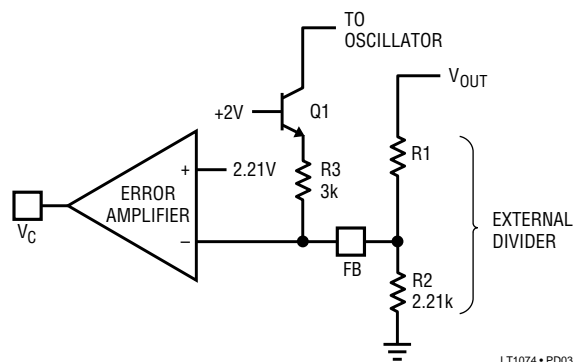 TO
OSCILLATOR
V_OUT
+2V
Q1
R3
3k
R1
+
2.21V
ERROR
AMPLIFIER
–
V_C
FB
EXTERNAL
DIVIDER
R2
2.21k
LT1074 • PD03